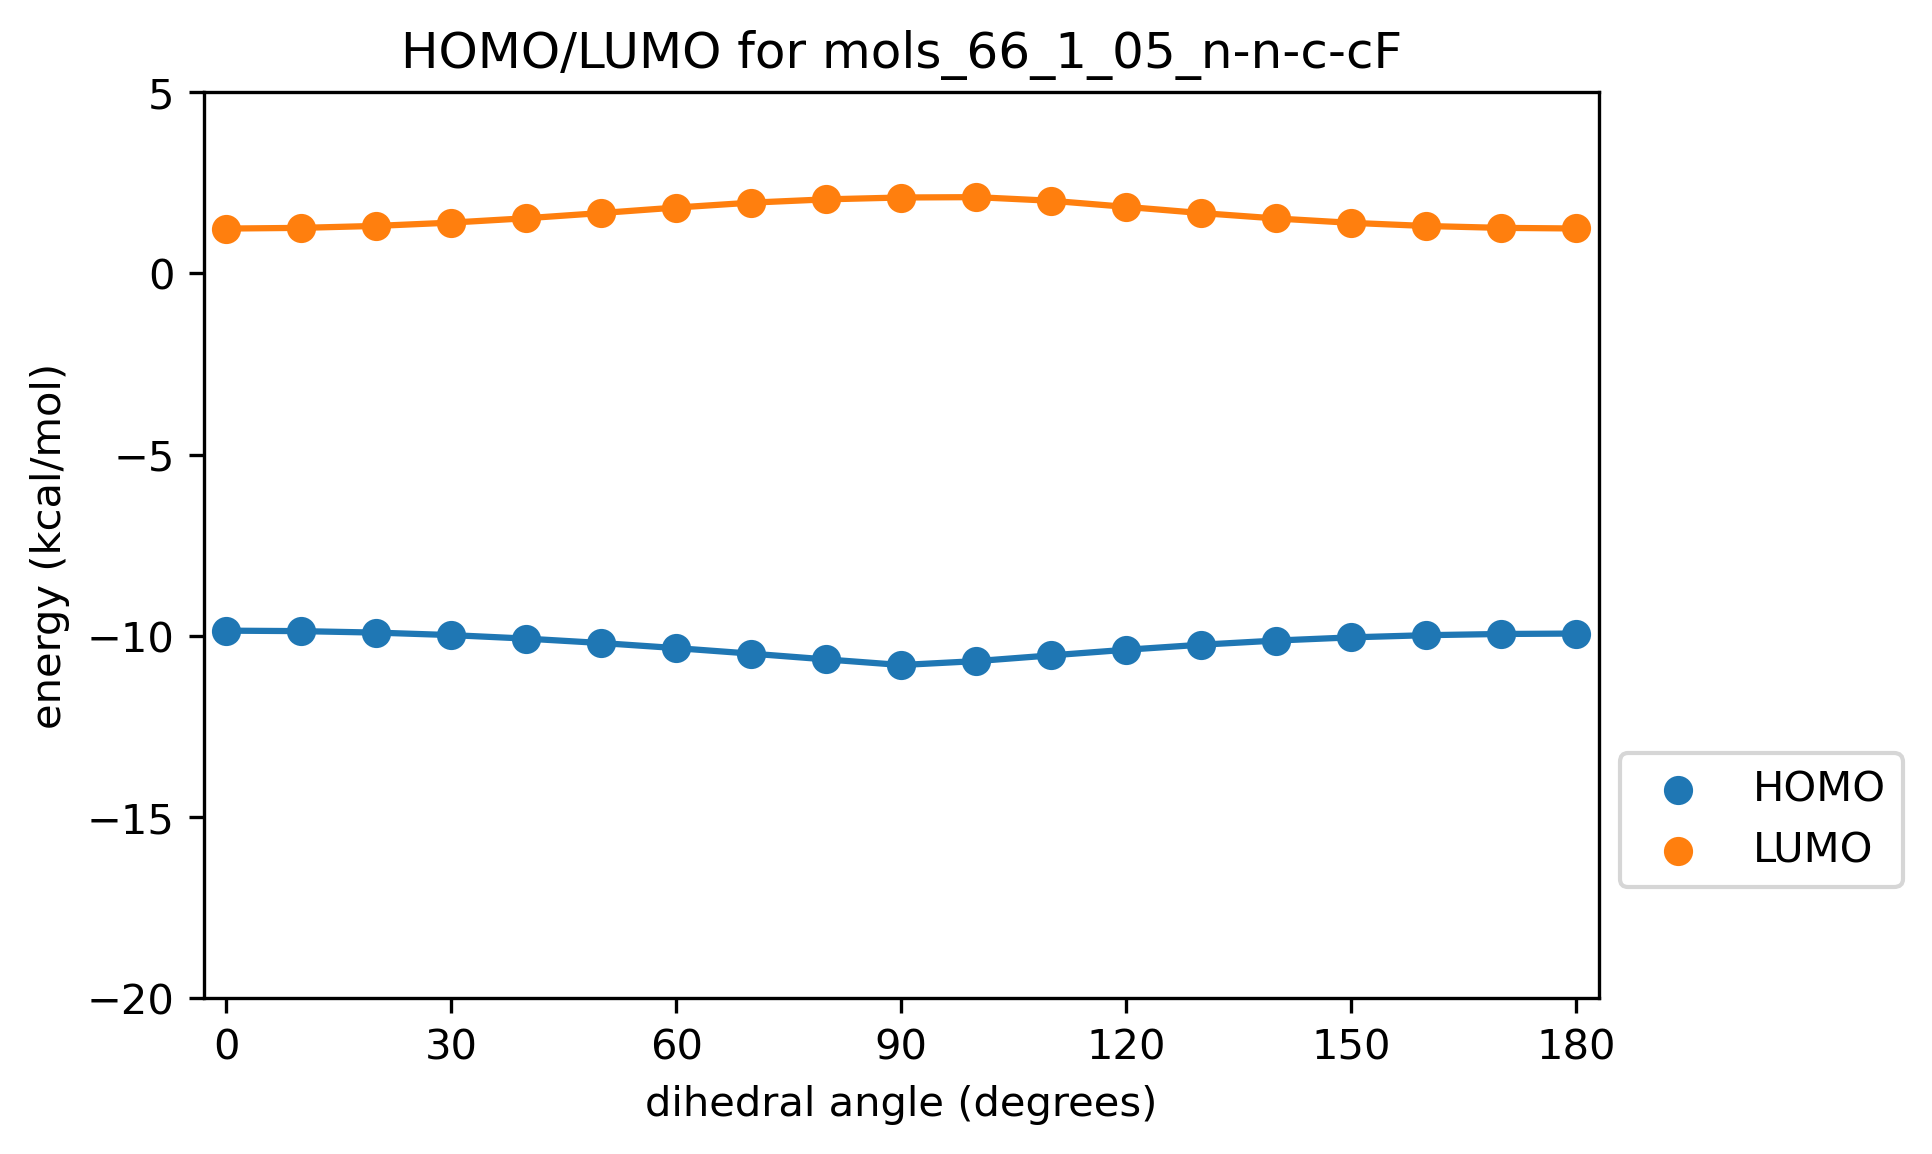 HOMO/LUMO for mols_66_1_05_n-n-c-cF
5
0
−5
−10
−15
−20
energy (kcal/mol)
0 30 60 90 120 150 180
dihedral angle (degrees)
HOMO
LUMO